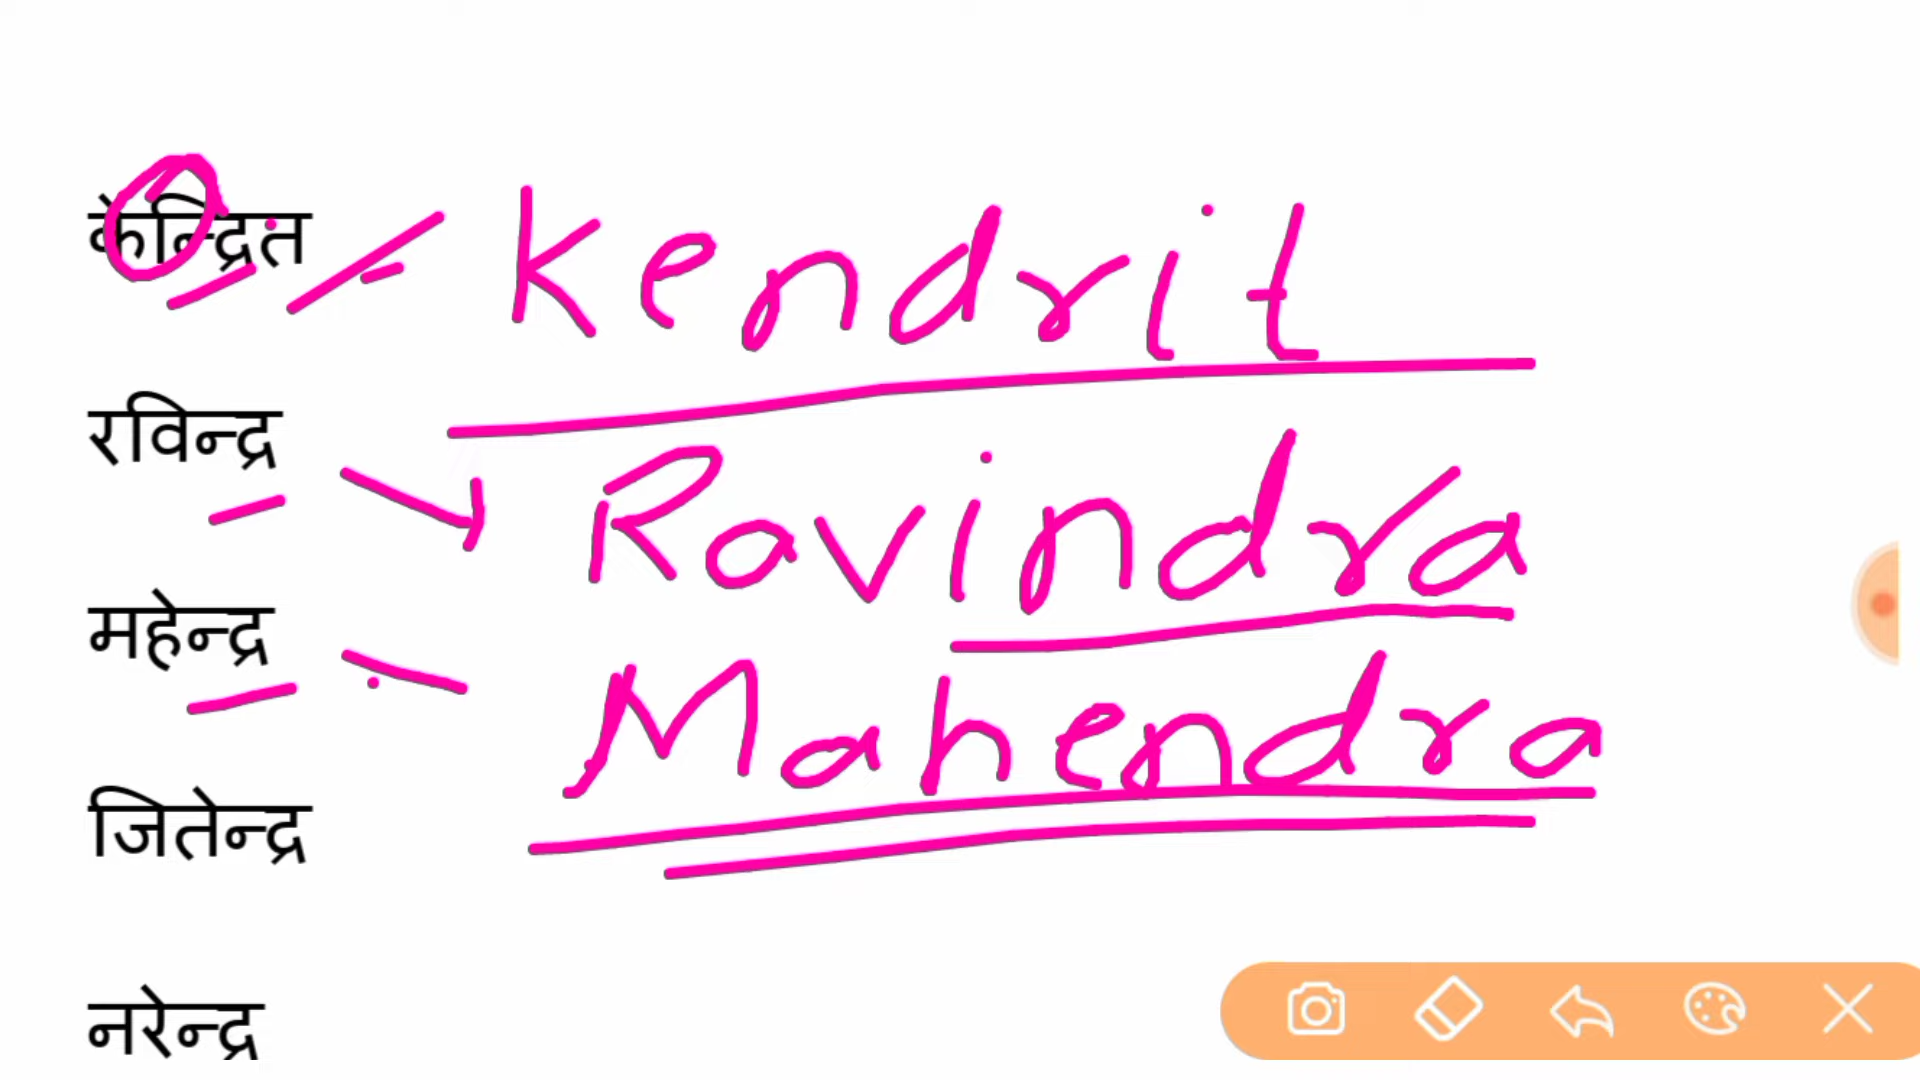 केन्द्रित Kendrit
रविन्द्र Ravindra
महेन्द्र Mahendra
जितेन्द्र
नरेन्द्र